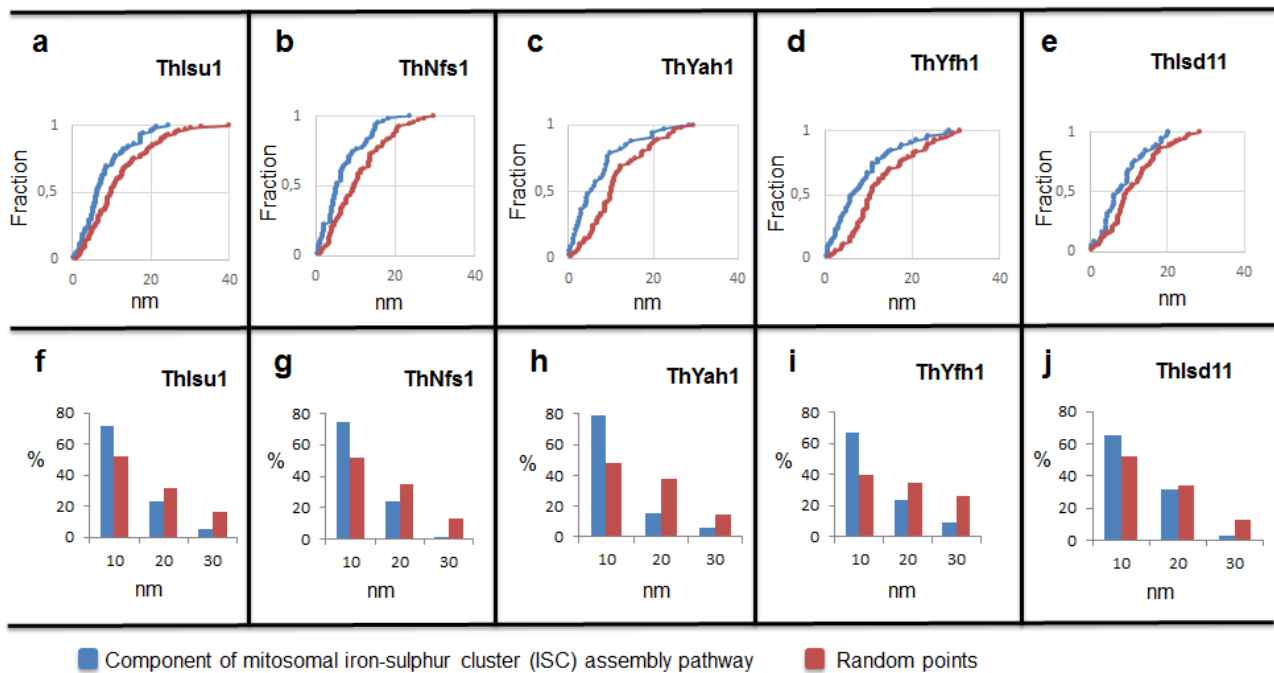 a
ThIsu1
1
Fraction
0,5
0
0
20
40
nm
b
ThNfs1
1
Fraction
0,5
0
0
20
40
nm
c
ThYah1
1
Fraction
0,5
0
0
20
40
nm
d
ThYfh1
1
Fraction
0,5
0
0
20
40
nm
e
ThIsd11
1
Fraction
0,5
0
0
20
40
nm
f
ThIsu1
80
60
%
40
20
0
10
20
30
nm
g
ThNfs1
80
60
%
40
20
0
10
20
30
nm
h
ThYah1
80
60
%
40
20
0
10
20
30
nm
i
ThYfh1
80
60
%
40
20
0
10
20
30
nm
j
ThIsd11
80
60
%
40
20
0
10
20
30
nm
Component of mitosomal iron-sulphur cluster (ISC) assembly pathway
Random points